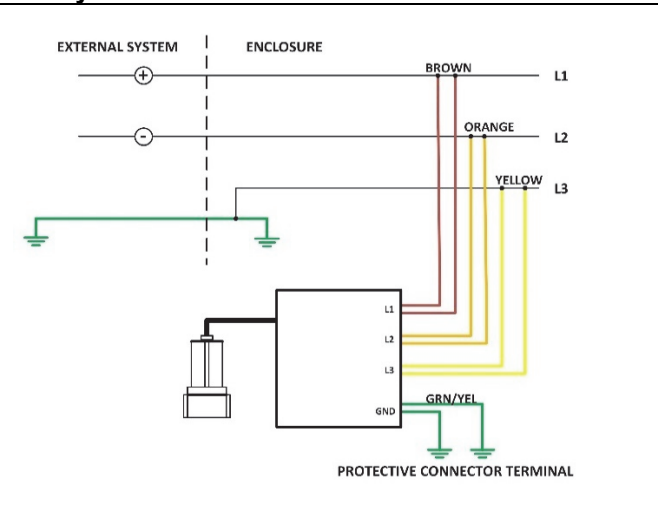 EXTERNAL SYSTEM
ENCLOSURE
+
BROWN
L1
-
ORANGE
L2
YELLOW
L3
L1
L2
L3
GRN/YEL
GND
PROTECTIVE CONNECTOR TERMINAL